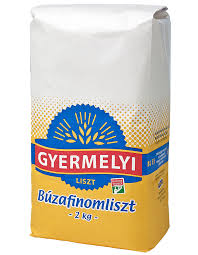 GYERMELYI
LISZT
Búzafinomliszt
- 2 kg -